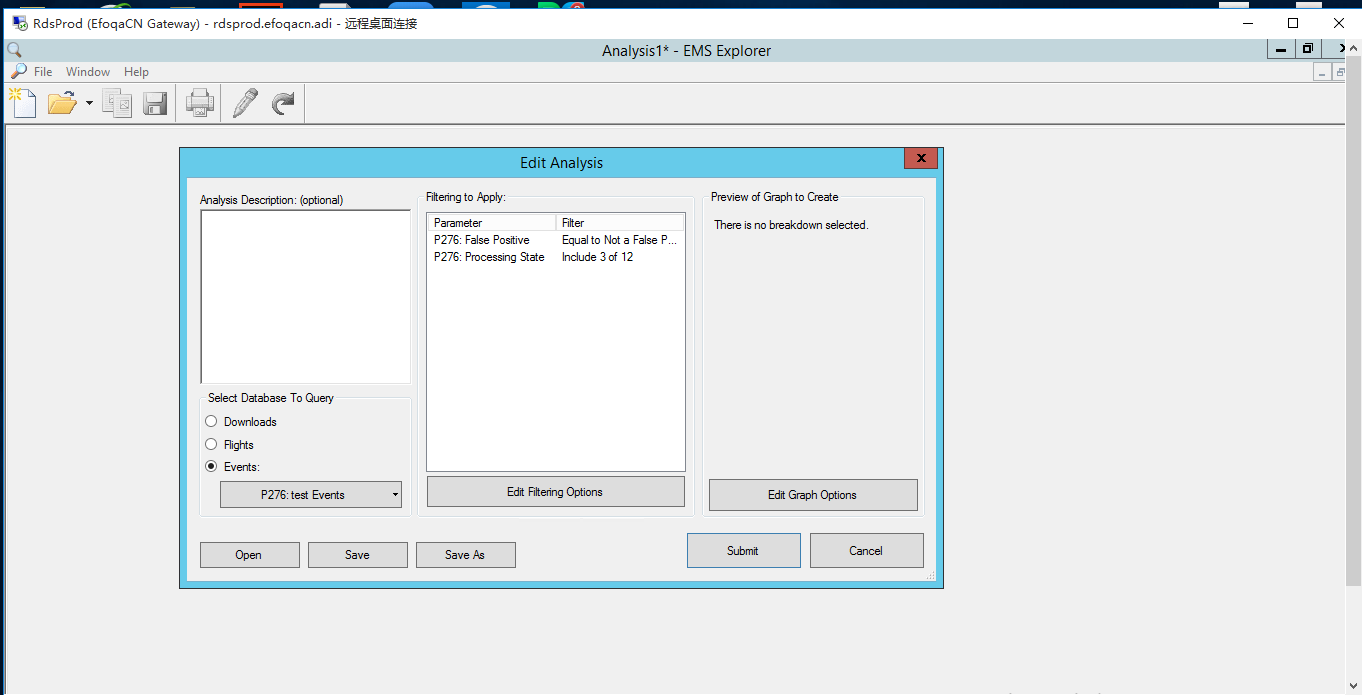 RdsProd (EfoqaCN Gateway) - rdsprod.efoqacn.adi - 远程桌面连接
Analysis1* - EMS Explorer
File Window Help
Edit Analysis
Analysis Description: (optional)
Filtering to Apply:
Preview of Graph to Create
Parameter Filter
There is no breakdown selected.
P276: False Positive Equal to Not a False P...
P276: Processing State Include 3 of 12
Select Database To Query
Downloads
Flights
Events:
P276: test Events
Edit Filtering Options
Edit Graph Options
Open
Save
Save As
Submit
Cancel